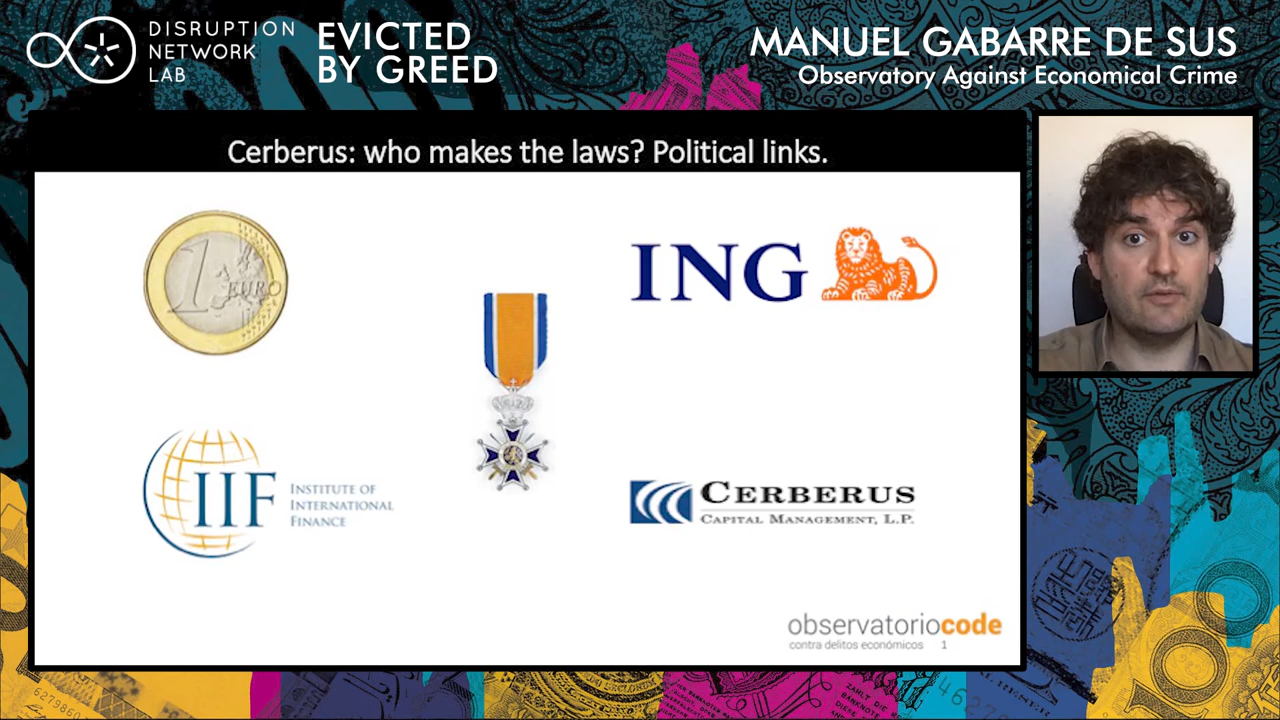 DISRUPTION
NETWORK
LAB
EVICTED
BY GREED
MANUEL GABARRE DE SUS
Observatory Against Economical Crime
Cerberus: who makes the laws? Political links.
1
EURO
ING
IIF
INSTITUTE OF
INTERNATIONAL
FINANCE
CERBERUS
CAPITAL MANAGEMENT, L.P.
observatoriocode
contra delitos económicos 1